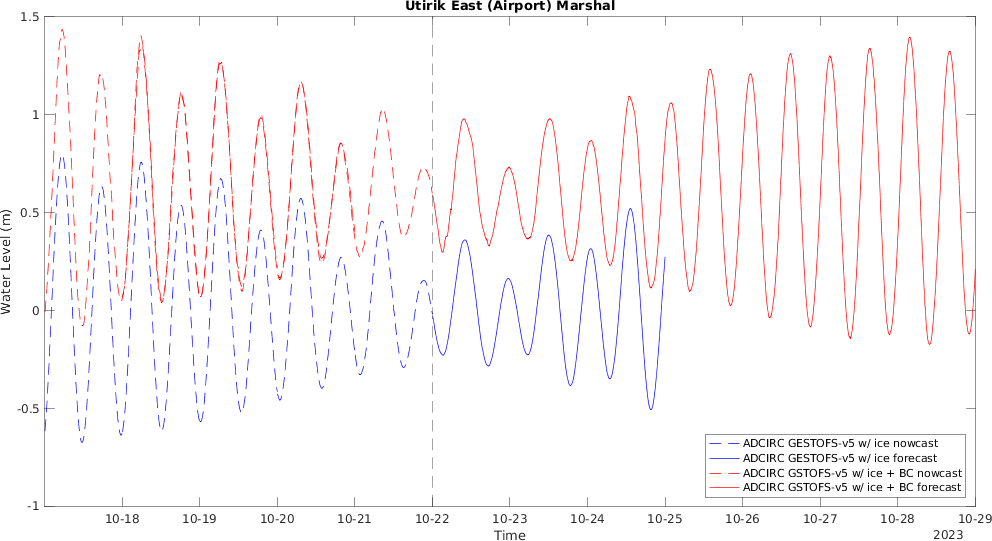 Utirik East (Airport) Marshal
Water Level (m)
1.5
1
0.5
0
-0.5
-1
10-18
10-19
10-20
10-21
10-22
10-23
10-24
10-25
10-26
10-27
10-28
10-29
Time
2023
ADCIRC GESTOFS-v5 w/ ice nowcast
ADCIRC GESTOFS-v5 w/ ice forecast
ADCIRC GSTOFS-v5 w/ ice + BC nowcast
ADCIRC GSTOFS-v5 w/ ice + BC forecast